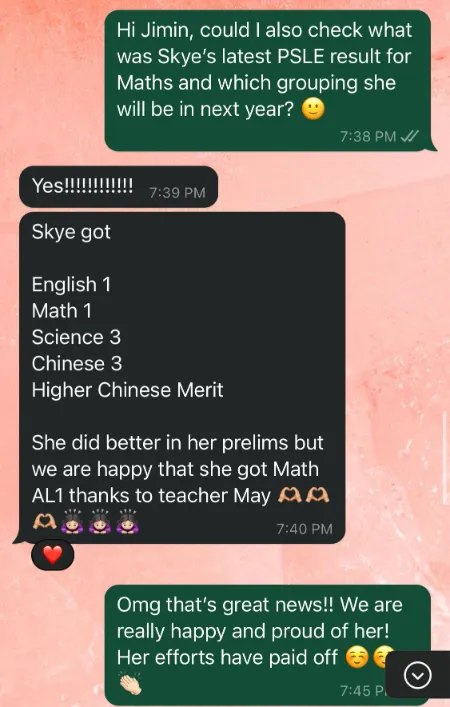 Hi Jimin, could I also check what
was Skye's latest PSLE result for
Maths and which grouping she
will be in next year? 🙂
7:38 PM
Yes!!!!!!!!!!!! 7:39 PM
Skye got
English 1
Math 1
Science 3
Chinese 3
Higher Chinese Merit
She did better in her prelims but
we are happy that she got Math
AL1 thanks to teacher May 🫶🏼🫶🏼
🫶🏼🙇🏻‍♀️🙇🏻‍♀️🙇🏻‍♀️ 7:40 PM
❤️
Omg that's great news!! We are
really happy and proud of her!
Her efforts have paid off ☺️☺️
👏🏻 7:45 P